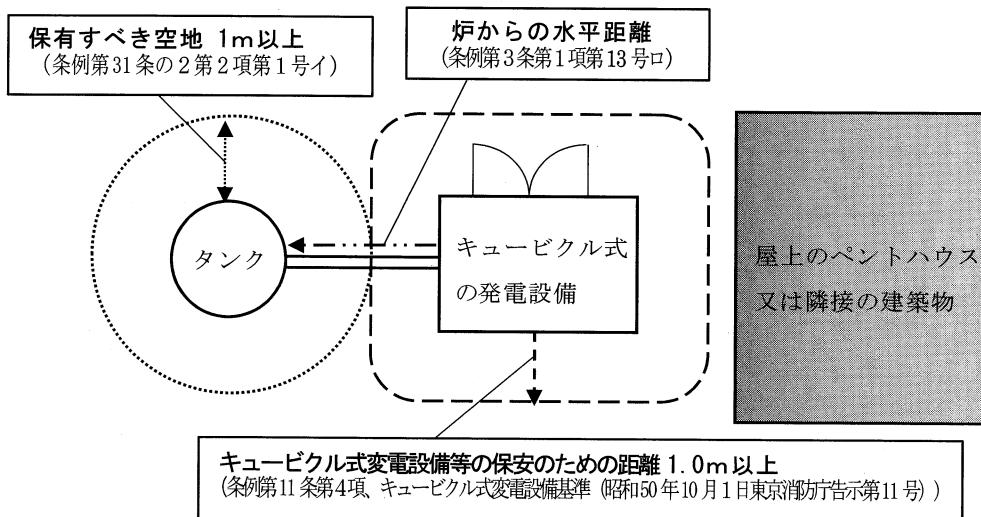 保有すべき空地 1m以上
(条例第31条の2第2項第1号イ)
炉からの水平距離
(条例第3条第1項第13号ロ)
タンク
キュービクル式
の発電設備
屋上のペントハウス
又は隣接の建築物
キュービクル式変電設備等の保安のための距離 1.0m以上
(条例第11条第4項、キュービクル式変電設備基準(昭和50年10月1日東京消防庁告示第11号))